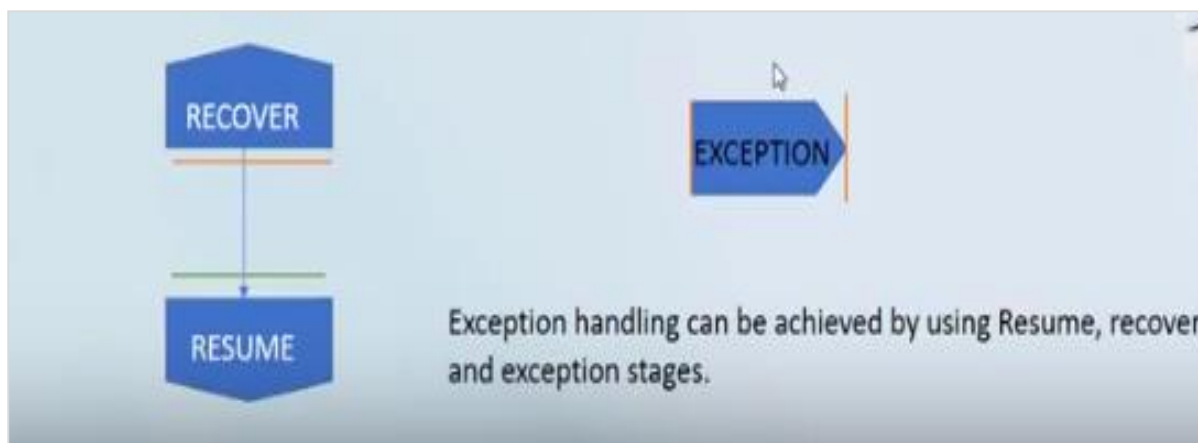 RECOVER
EXCEPTION
RESUME
Exception handling can be achieved by using Resume, recover
and exception stages.